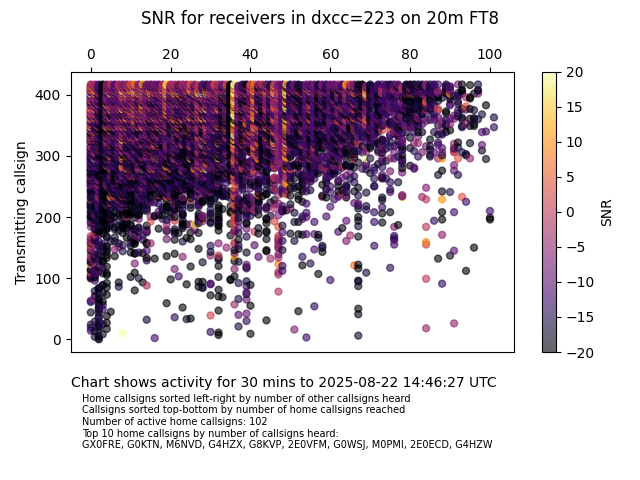 SNR for receivers in dxcc=223 on 20m FT8
0 20 40 60 80 100
400
300
200
100
0
Transmitting callsign
20
15
10
5
0
−5
−10
−15
−20
SNR
Chart shows activity for 30 mins to 2025-08-22 14:46:27 UTC
Home callsigns sorted left-right by number of other callsigns heard
Callsigns sorted top-bottom by number of home callsigns reached
Number of active home callsigns: 102
Top 10 home callsigns by number of callsigns heard:
GX0FRE, G0KTN, M6NVD, G4HZX, G8KVP, 2E0VFM, G0WSJ, M0PMI, 2E0ECD, G4HZW